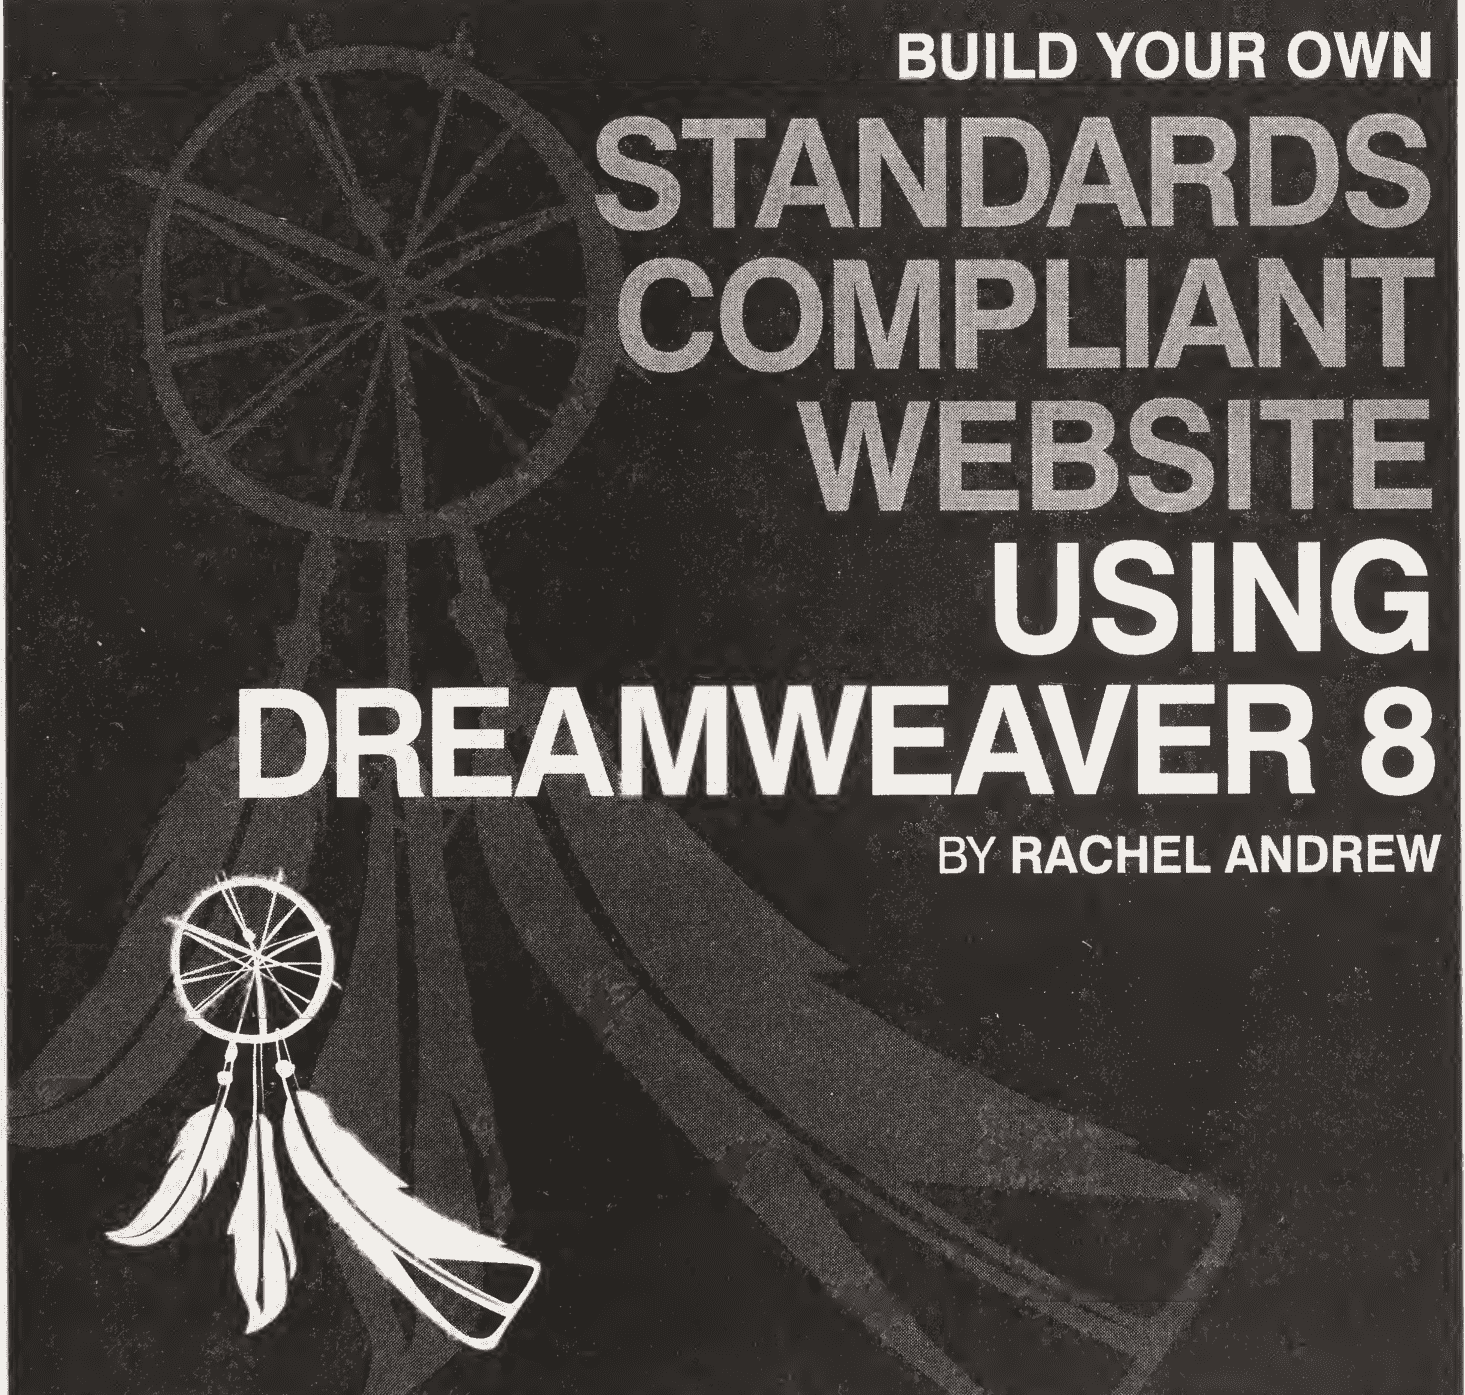 BUILD YOUR OWN
STANDARDS
COMPLIANT
WEBSITE
USING
DREAMWEAVER 8
BY RACHEL ANDREW